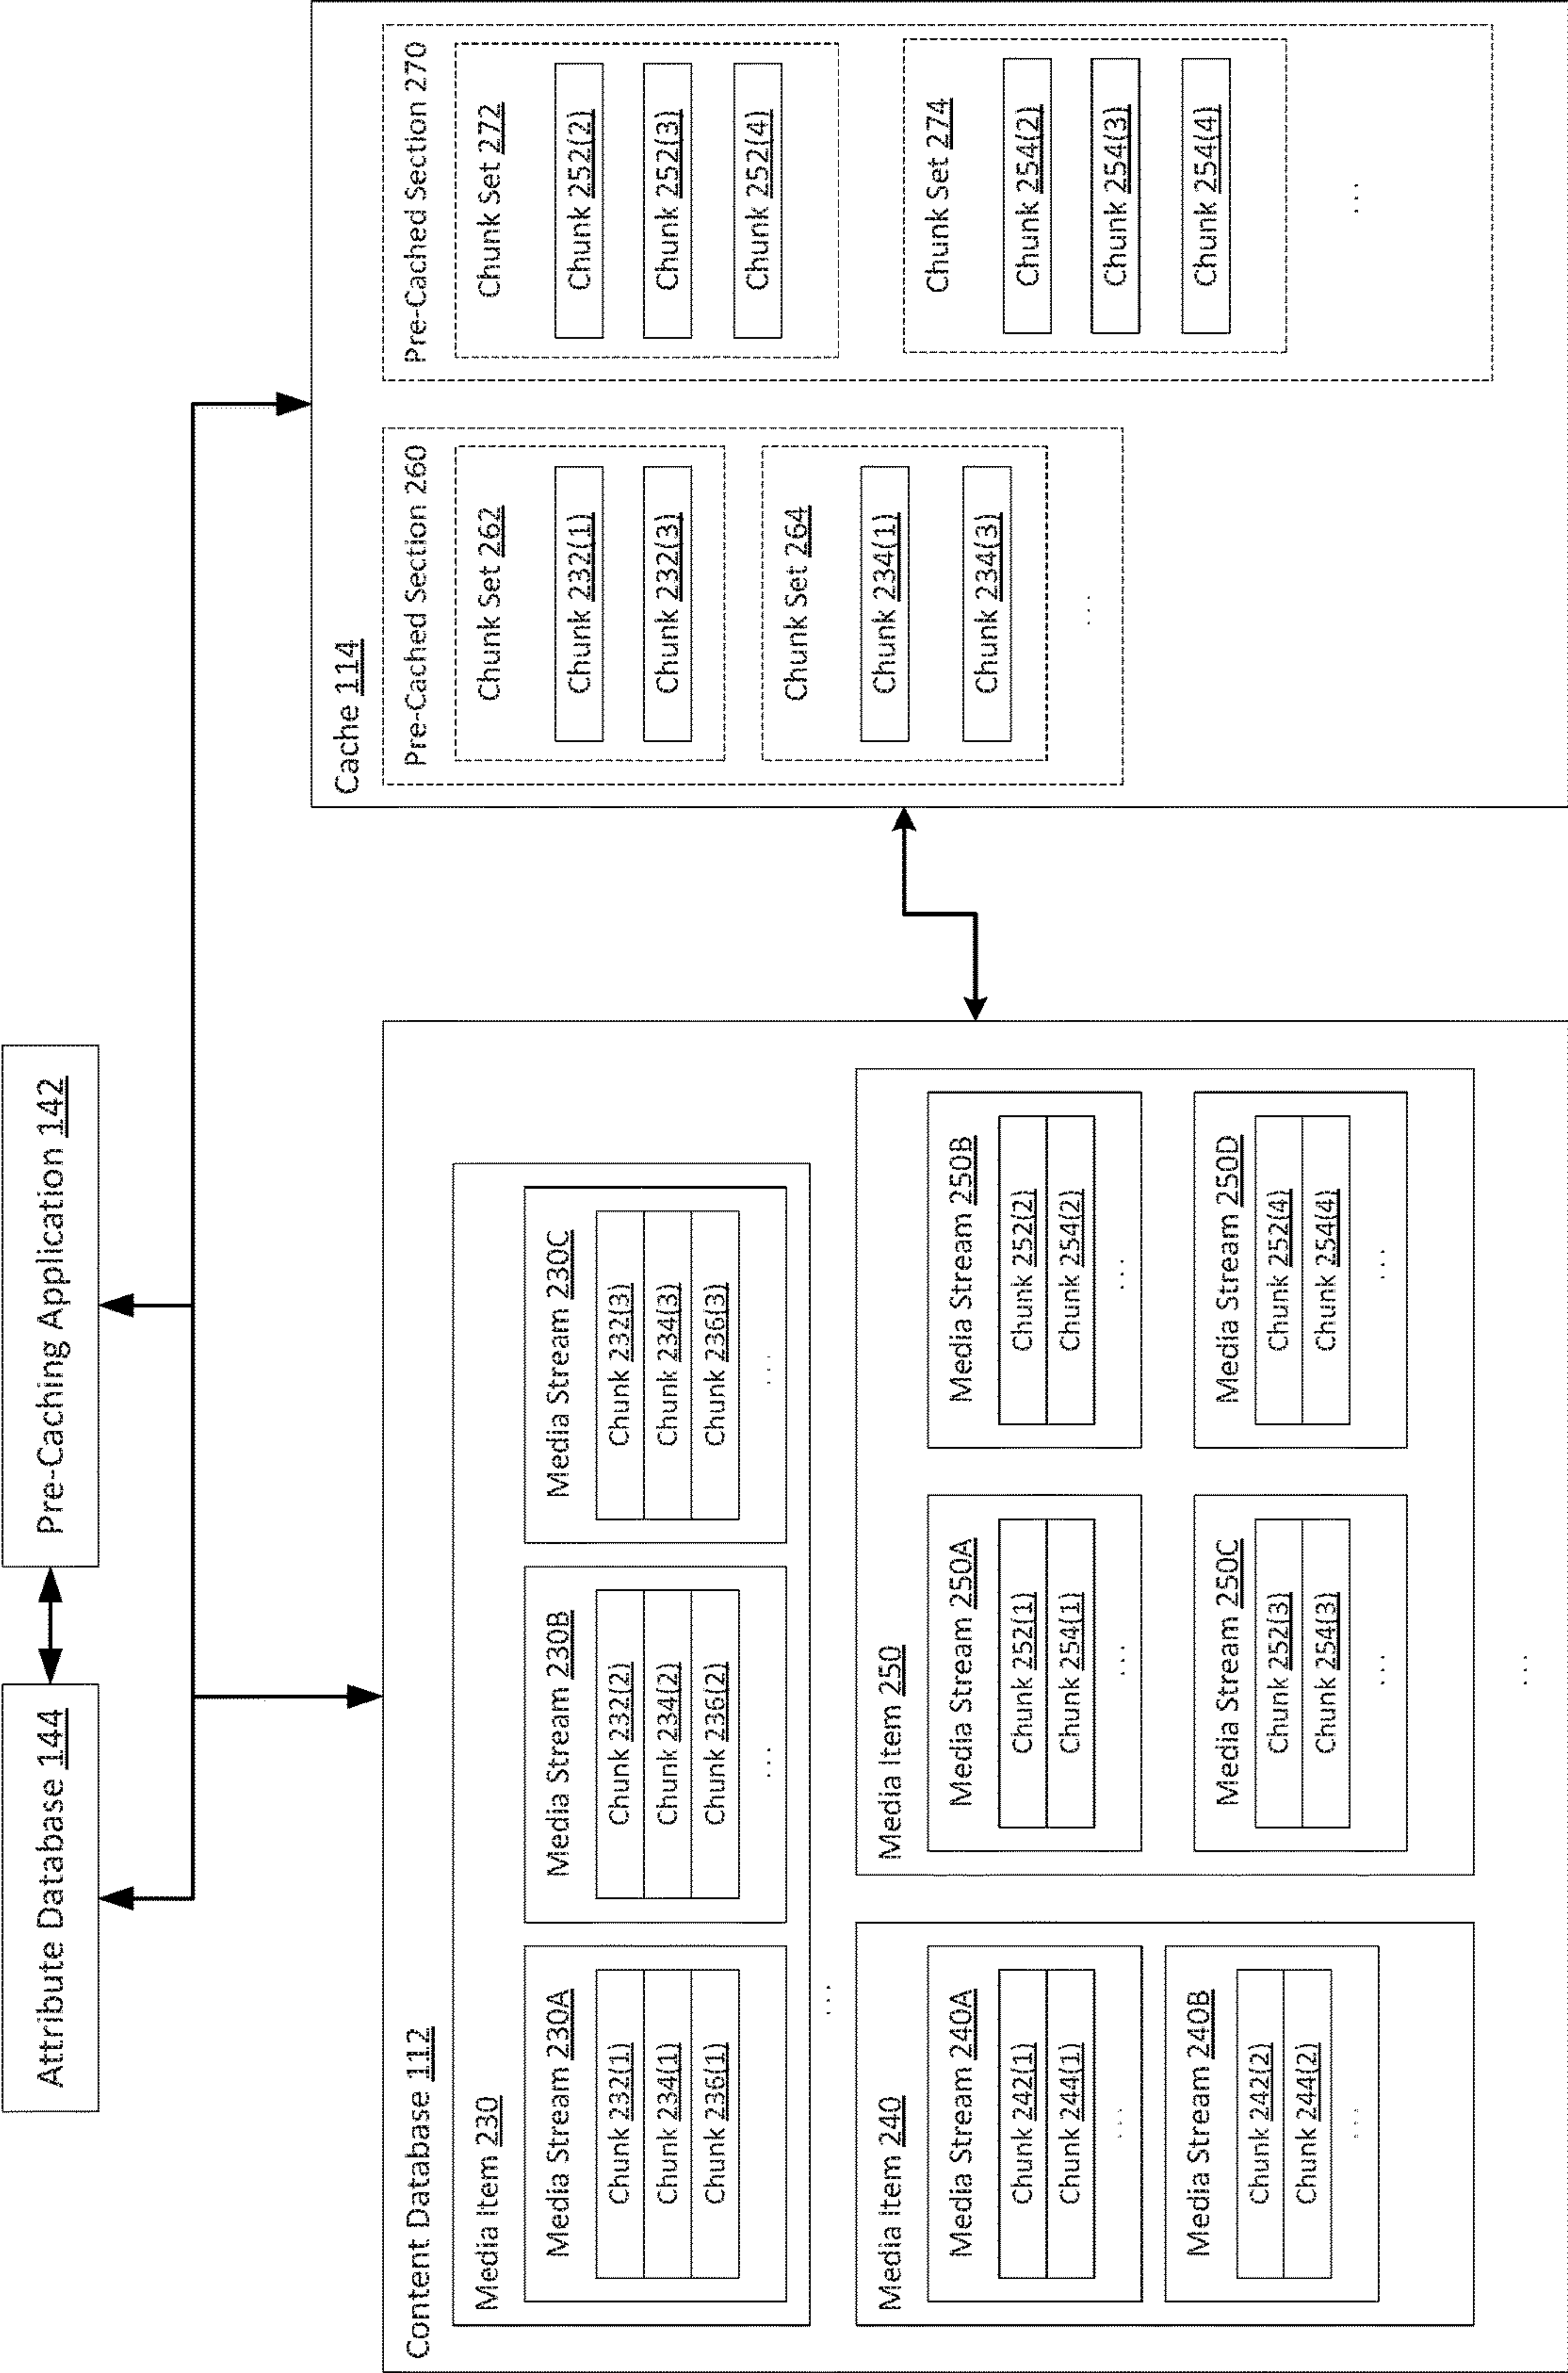 Attribute Database 144
Pre-Caching Application 142
Content Database 112
Media Item 230
Media Stream 230A
Chunk 232(1)
Chunk 234(1)
Chunk 236(1)
Media Stream 230B
Chunk 232(2)
Chunk 234(2)
Chunk 236(2)
...
Media Stream 230C
Chunk 232(3)
Chunk 234(3)
Chunk 236(3)
...
...
Media Item 240
Media Stream 240A
Chunk 242(1)
Chunk 244(1)
...
Media Stream 240B
Chunk 242(2)
Chunk 244(2)
...
Media Item 250
Media Stream 250A
Chunk 252(1)
Chunk 254(1)
...
Media Stream 250B
Chunk 252(2)
Chunk 254(2)
...
Media Stream 250C
Chunk 252(3)
Chunk 254(3)
...
Media Stream 250D
Chunk 252(4)
Chunk 254(4)
...
...
Cache 114
Pre-Cached Section 260
Chunk Set 262
Chunk 232(1)
Chunk 232(3)
Chunk Set 264
Chunk 234(1)
Chunk 234(3)
...
Pre-Cached Section 270
Chunk Set 272
Chunk 252(2)
Chunk 252(3)
Chunk 252(4)
Chunk Set 274
Chunk 254(2)
Chunk 254(3)
Chunk 254(4)
...